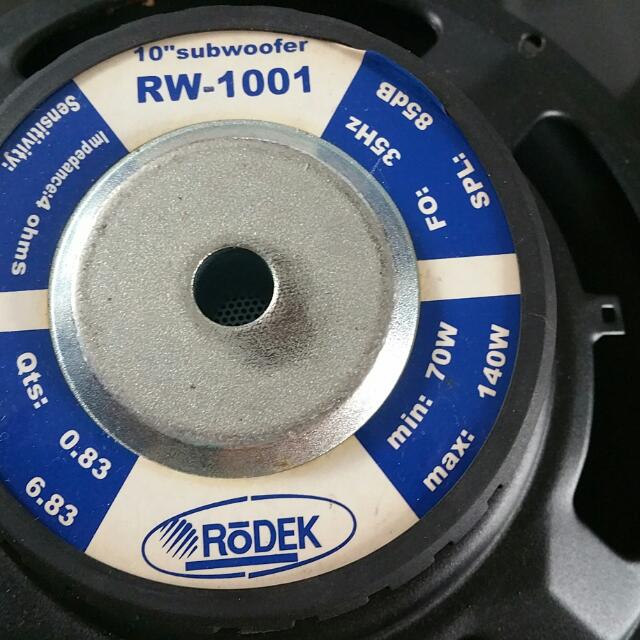 10"subwoofer
RW-1001
SPL: 85dB
FO: 35Hz
min: 70W
max: 140W
RōDEK
Qts: 0.83
6.83
Impedance:4 ohms
Sensitivity: